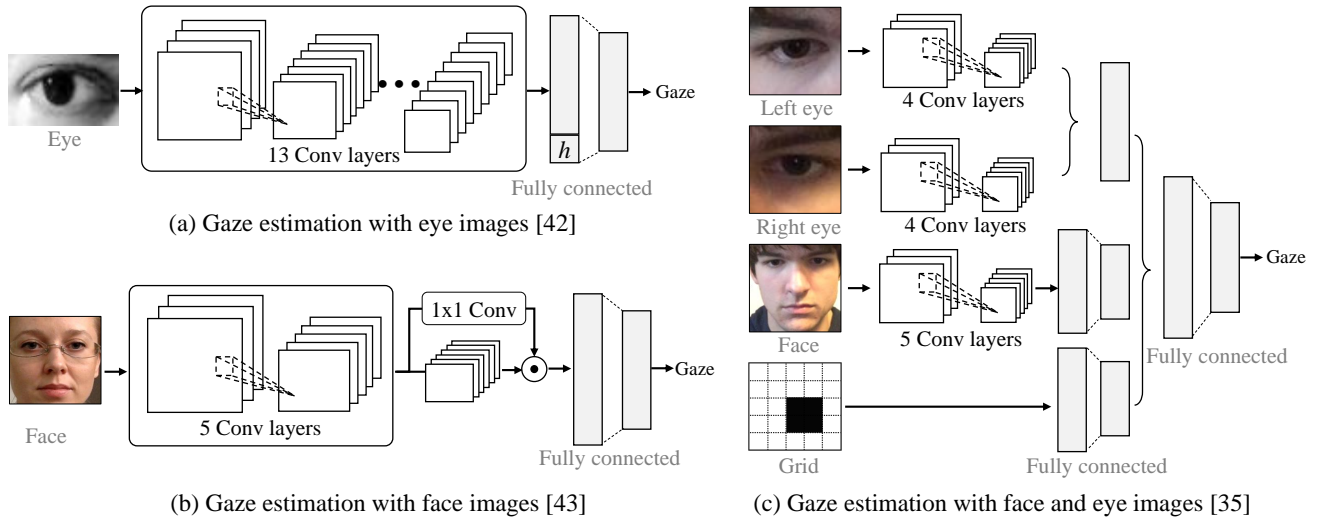 Eye
13 Conv layers
h
Fully connected
Gaze
(a) Gaze estimation with eye images [42]
Face
5 Conv layers
1x1 Conv
Fully connected
Gaze
(b) Gaze estimation with face images [43]
Left eye
4 Conv layers
Right eye
4 Conv layers
Face
5 Conv layers
Grid
Fully connected
Fully connected
Gaze
(c) Gaze estimation with face and eye images [35]